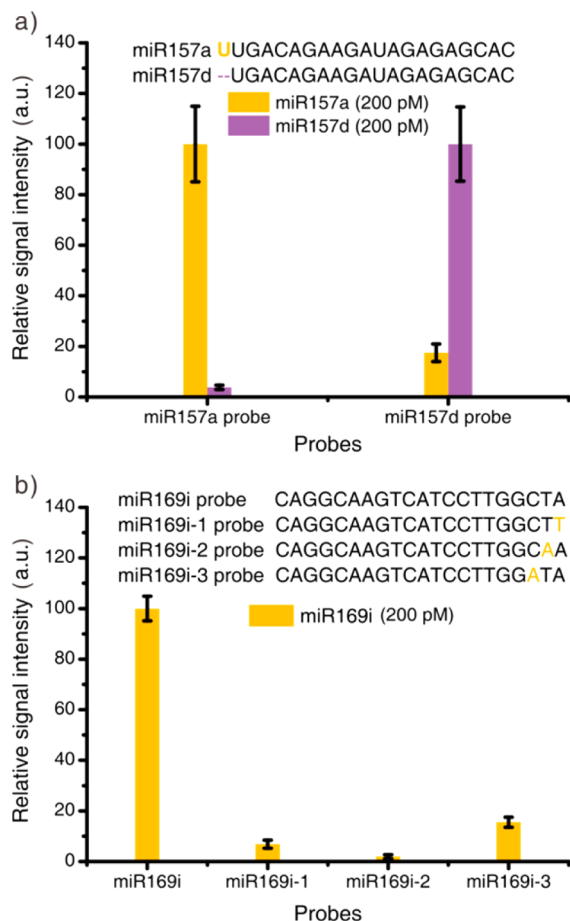 a)
140
120
100
80
60
40
20
0
Relative signal intensity (a.u.)
miR157a UUGACAGAAGAUAGAGAGCAC
miR157d --UGACAGAAGAUAGAGAGCAC
miR157a (200 pM)
miR157d (200 pM)
miR157a probe miR157d probe
Probes
b)
140
120
100
80
60
40
20
0
Relative signal intensity (a.u.)
miR169i probe CAGGCAAGTCATCCTTGGCTA
miR169i-1 probe CAGGCAAGTCATCCTTGGCTT
miR169i-2 probe CAGGCAAGTCATCCTTGGCAA
miR169i-3 probe CAGGCAAGTCATCCTTGGATA
miR169i (200 pM)
miR169i miR169i-1 miR169i-2 miR169i-3
Probes